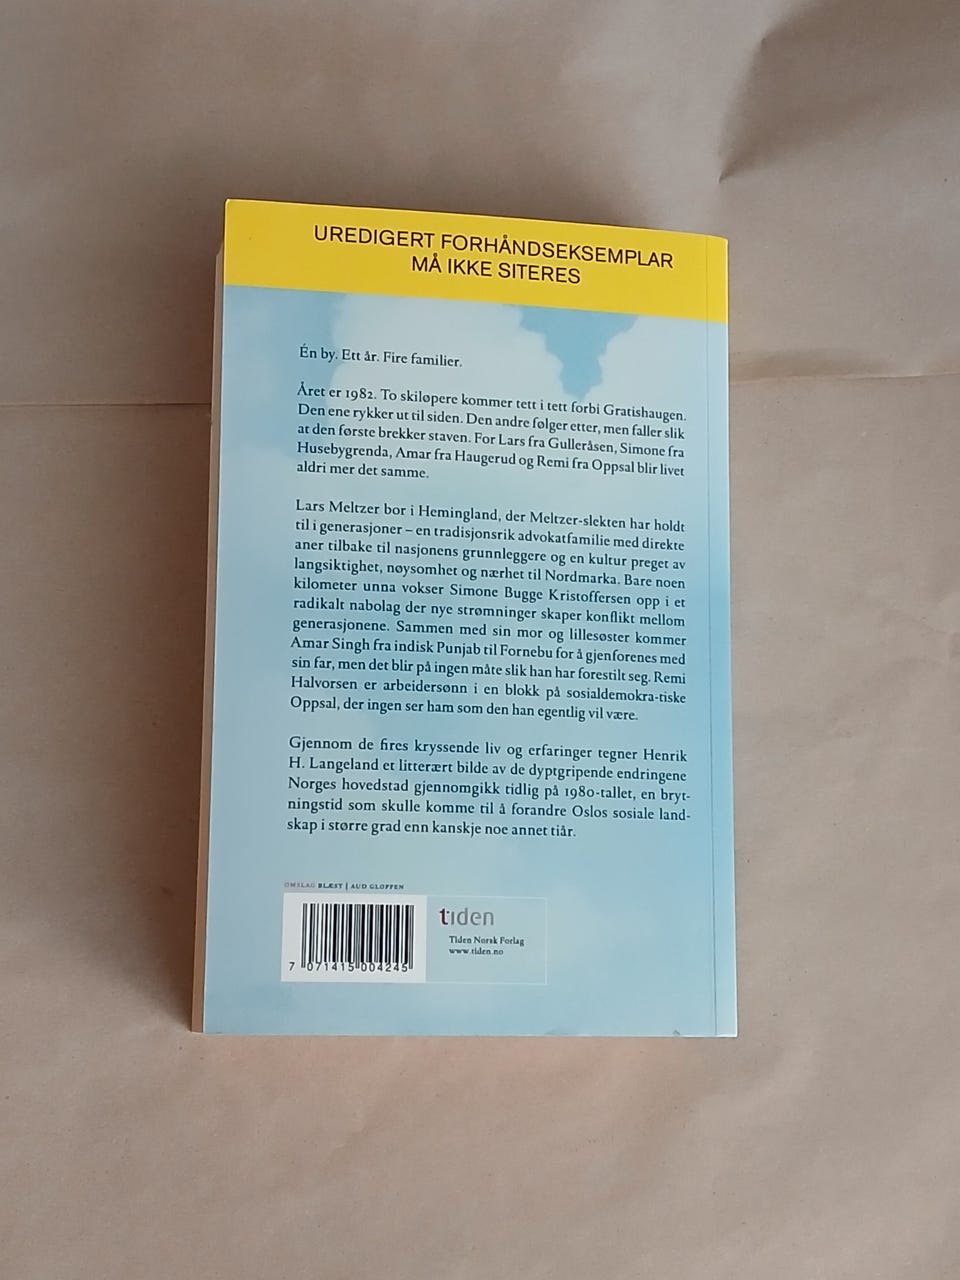 UREDIGERT FORHÅNDSEKSEMPLAR
MÅ IKKE SITERES
Én by. Ett år. Fire familier.
Året er 1982. To skiløpere kommer tett i tett forbi Gratishaugen.
Den ene rykker ut til siden. Den andre følger etter, men faller slik
at den første brekker staven. For Lars fra Gulleråsen, Simone fra
Husebygrenda, Amar fra Haugerud og Remi fra Oppsal blir livet
aldri mer det samme.
Lars Meltzer bor i Hemingland, der Meltzer-slekten har holdt
til i generasjoner – en tradisjonsrik advokatfamilie med direkte
aner tilbake til nasjonens grunnleggere og en kultur preget av
langsiktighet, nøysomhet og nærhet til Nordmarka. Bare noen
kilometer unna vokser Simone Bugge Kristoffersen opp i et
radikalt nabolag der nye strømninger skaper konflikt mellom
generasjonene. Sammen med sin mor og lillesøster kommer
Amar Singh fra indisk Punjab til Fornebu for å gjenforenes med
sin far, men det blir på ingen måte slik han har forestilt seg. Remi
Halvorsen er arbeidersønn i en blokk på sosialdemokra-tiske
Oppsal, der ingen ser ham som den han egentlig vil være.
Gjennom de fires kryssende liv og erfaringer tegner Henrik
H. Langeland et litterært bilde av de dyptgripende endringene
Norges hovedstad gjennomgikk tidlig på 1980-tallet, en bryt-
ningstid som skulle komme til å forandre Oslos sosiale land-
skap i større grad enn kanskje noe annet tiår.
OMSLAG BLÆST | AUD GLOPPEN
tiden
Tiden Norsk Forlag
www.tiden.no
7 071415 004245